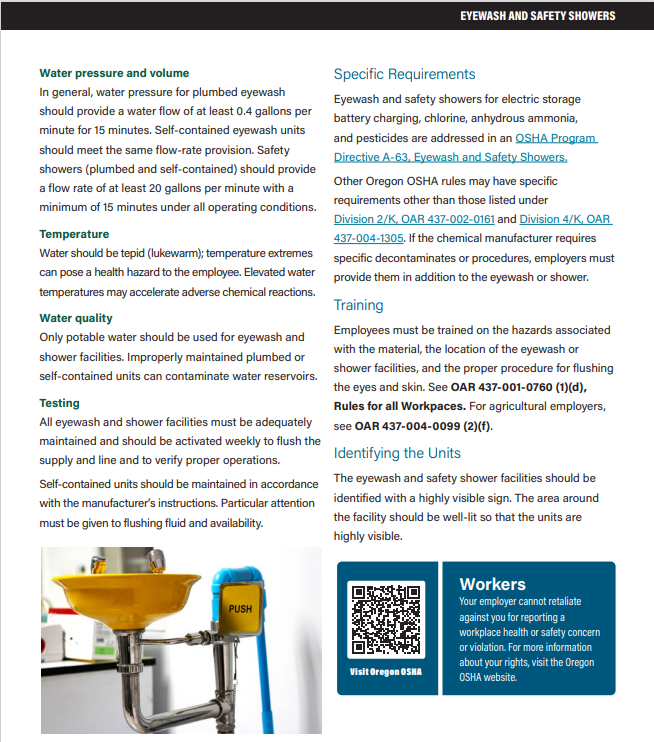 EYEWASH AND SAFETY SHOWERS
Water pressure and volume
In general, water pressure for plumbed eyewash
should provide a water flow of at least 0.4 gallons per
minute for 15 minutes. Self-contained eyewash units
should meet the same flow-rate provision. Safety
showers (plumbed and self-contained) should provide
a flow rate of at least 20 gallons per minute with a
minimum of 15 minutes under all operating conditions.
Temperature
Water should be tepid (lukewarm); temperature extremes
can pose a health hazard to the employee. Elevated water
temperatures may accelerate adverse chemical reactions.
Water quality
Only potable water should be used for eyewash and
shower facilities. Improperly maintained plumbed or
self-contained units can contaminate water reservoirs.
Testing
All eyewash and shower facilities must be adequately
maintained and should be activated weekly to flush the
supply and line and to verify proper operations.
Self-contained units should be maintained in accordance
with the manufacturer's instructions. Particular attention
must be given to flushing fluid and availability.
PUSH
Specific Requirements
Eyewash and safety showers for electric storage
battery charging, chlorine, anhydrous ammonia,
and pesticides are addressed in an OSHA Program
Directive A-63, Eyewash and Safety Showers.
Other Oregon OSHA rules may have specific
requirements other than those listed under
Division 2/K, OAR 437-002-0161 and Division 4/K, OAR
437-004-1305. If the chemical manufacturer requires
specific decontaminates or procedures, employers must
provide them in addition to the eyewash or shower.
Training
Employees must be trained on the hazards associated
with the material, the location of the eyewash or
shower facilities, and the proper procedure for flushing
the eyes and skin. See OAR 437-001-0760 (1)(d),
Rules for all Workpaces. For agricultural employers,
see OAR 437-004-0099 (2)(f).
Identifying the Units
The eyewash and safety shower facilities should be
identified with a highly visible sign. The area around
the facility should be well-lit so that the units are
highly visible.
Visit Oregon OSHA
Workers
Your employer cannot retaliate
against you for reporting a
workplace health or safety concern
or violation. For more information
about your rights, visit the Oregon
OSHA website.